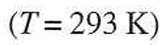 (T = 293 K)